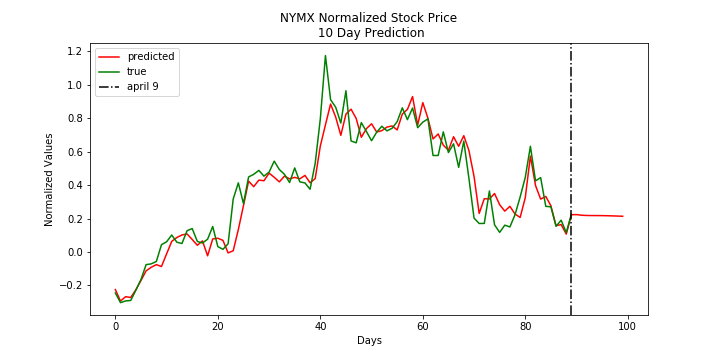 NYMX Normalized Stock Price
10 Day Prediction
predicted
true
april 9
Normalized Values
1.2
1.0
0.8
0.6
0.4
0.2
0.0
−0.2
0
20
40
60
80
100
Days